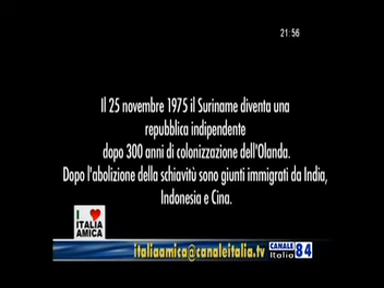 21:56
Il 25 novembre 1975 il Suriname diventa una
repubblica indipendente
dopo 300 anni di colonizzazione dell'Olanda.
Dopo l'abolizione della schiavitù sono giunti immigrati da India,
Indonesia e Cina.
I
ITALIA
AMICA
italiaamica@canaleitalia.tv
CANALE
Italia 84